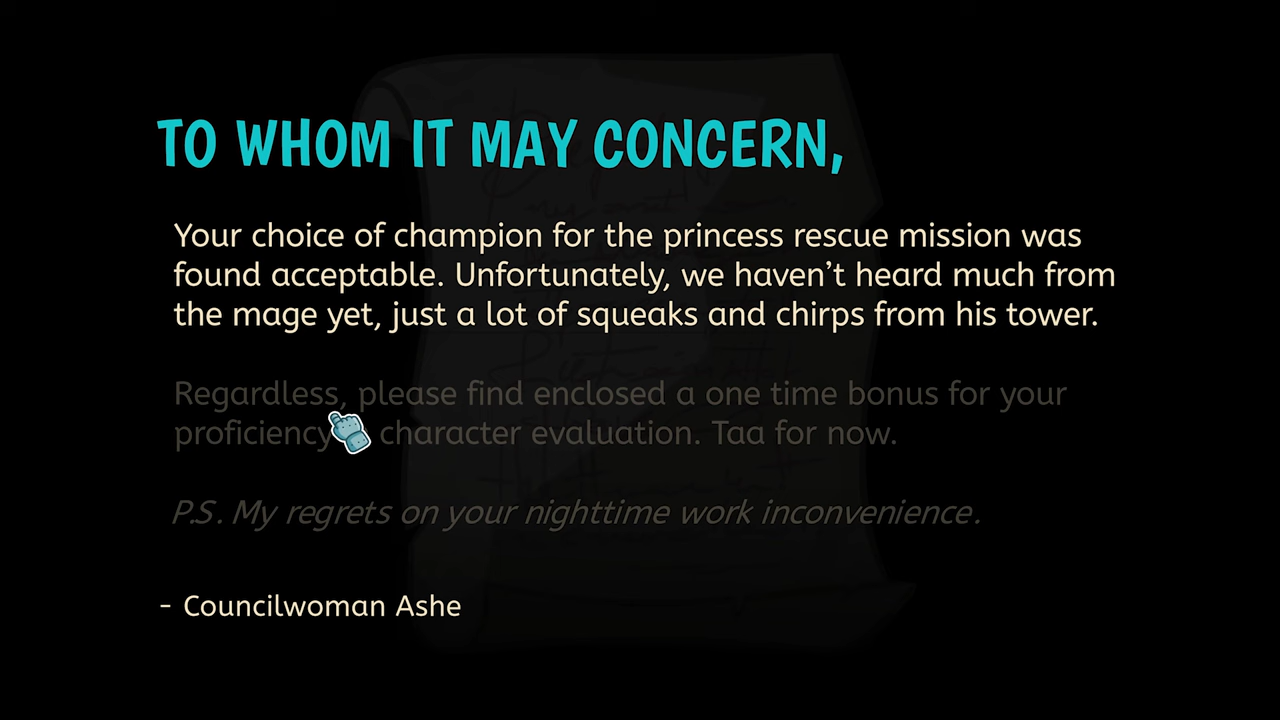 TO WHOM IT MAY CONCERN,
Your choice of champion for the princess rescue mission was
found acceptable. Unfortunately, we haven’t heard much from
the mage yet, just a lot of squeaks and chirps from his tower.
Regardless, please find enclosed a one time bonus for your
proficiency character evaluation. Taa for now.
P.S. My regrets on your nighttime work inconvenience.
- Councilwoman Ashe